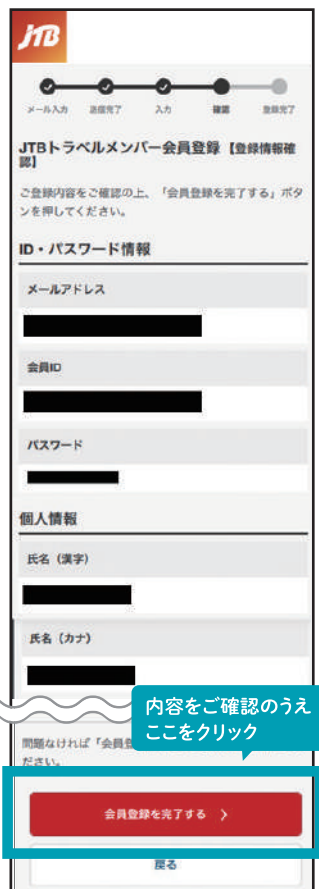 JTB
メール入力 送信完了 入力 確認 登録完了
JTBトラベルメンバー会員登録【登録情報確
認】
ご登録内容をご確認の上、「会員登録を完了する」ボタ
ンを押してください。
ID・パスワード情報
メールアドレス
会員ID
パスワード
個人情報
氏名（漢字）
氏名（カナ）
内容をご確認のうえ
ここをクリック
問題なければ「会員登
ださい。
会員登録を完了する >
戻る